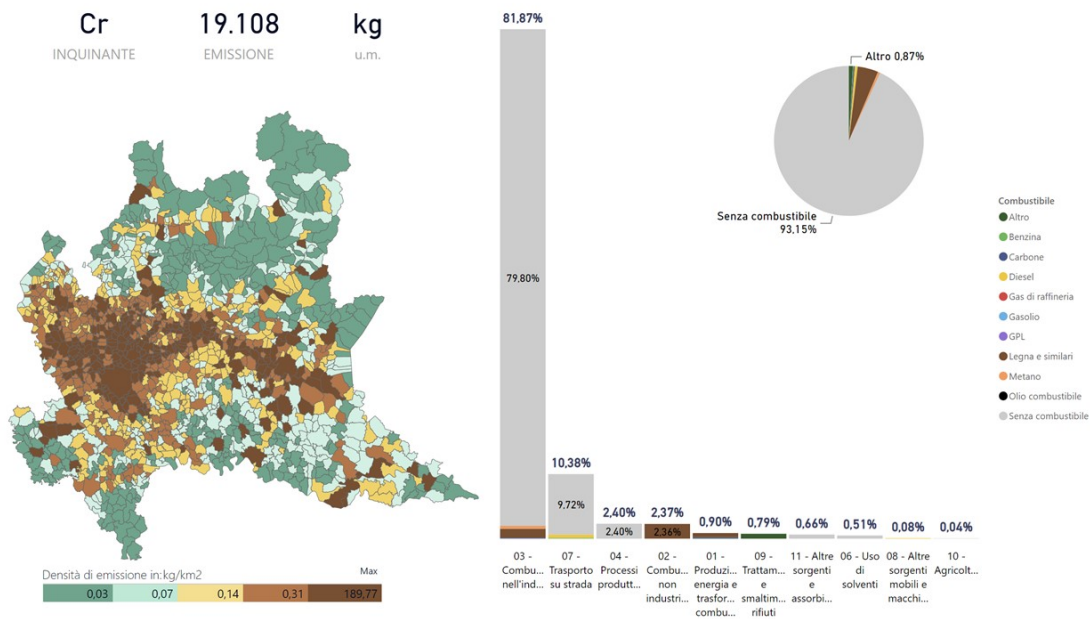 Cr 19.108 kg
INQUINANTE EMISSIONE u.m.
81,87%
79,80%
10,38%
9,72%
2,40%
2,40%
2,37%
2,36%
0,90%
0,79%
0,66%
0,51%
0,08%
0,04%
03 -
Combu...
nell'ind...
07 -
Trasporto
su strada
04 -
Processi
produtt...
02 -
Combu...
non
industri...
01 -
Produzi...
energia e
trasfor...
combu...
09 -
Trattam...
e
smaltim...
rifiuti
11 - Altre
sorgenti
e
assorbi...
06 - Uso
di
solventi
08 - Altre
sorgenti
mobili e
macchi...
10 -
Agricolt...
Altro 0,87%
Senza combustibile
93,15%
Combustibile
Altro
Benzina
Carbone
Diesel
Gas di raffineria
Gasolio
GPL
Legna e similari
Metano
Olio combustibile
Senza combustibile
Densità di emissione in:kg/km2 Max
0,03 0,07 0,14 0,31 189,77